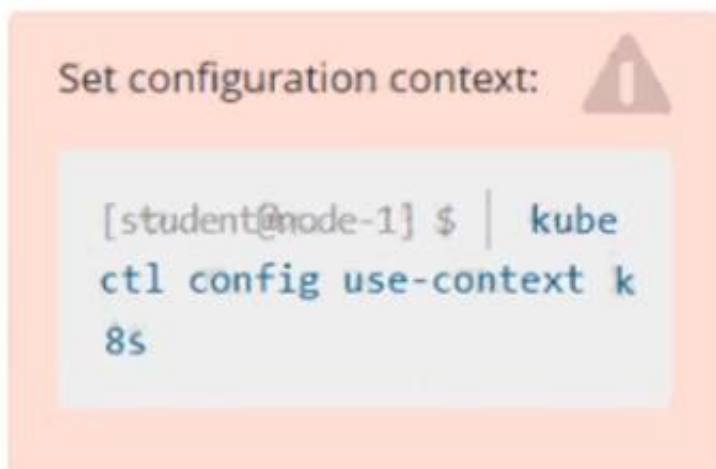 Set configuration context:
[student@node-1] $ | kube
ctl config use-context k
8s